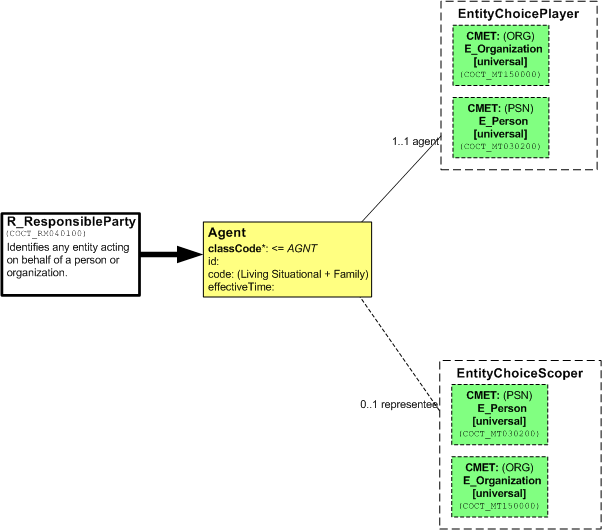 EntityChoicePlayer
CMET: (ORG)
E_Organization
[universal]
(COCT_MT150000)
CMET: (PSN)
E_Person
[universal]
(COCT_MT030200)
1..1 agent
R_ResponsibleParty
(COCT_RM040100)
Identifies any entity acting
on behalf of a person or
organization.
Agent
classCode*: <= AGNT
id:
code: (Living Situational + Family)
effectiveTime:
EntityChoiceScoper
0..1 representee
CMET: (PSN)
E_Person
[universal]
(COCT_MT030200)
CMET: (ORG)
E_Organization
[universal]
(COCT_MT150000)